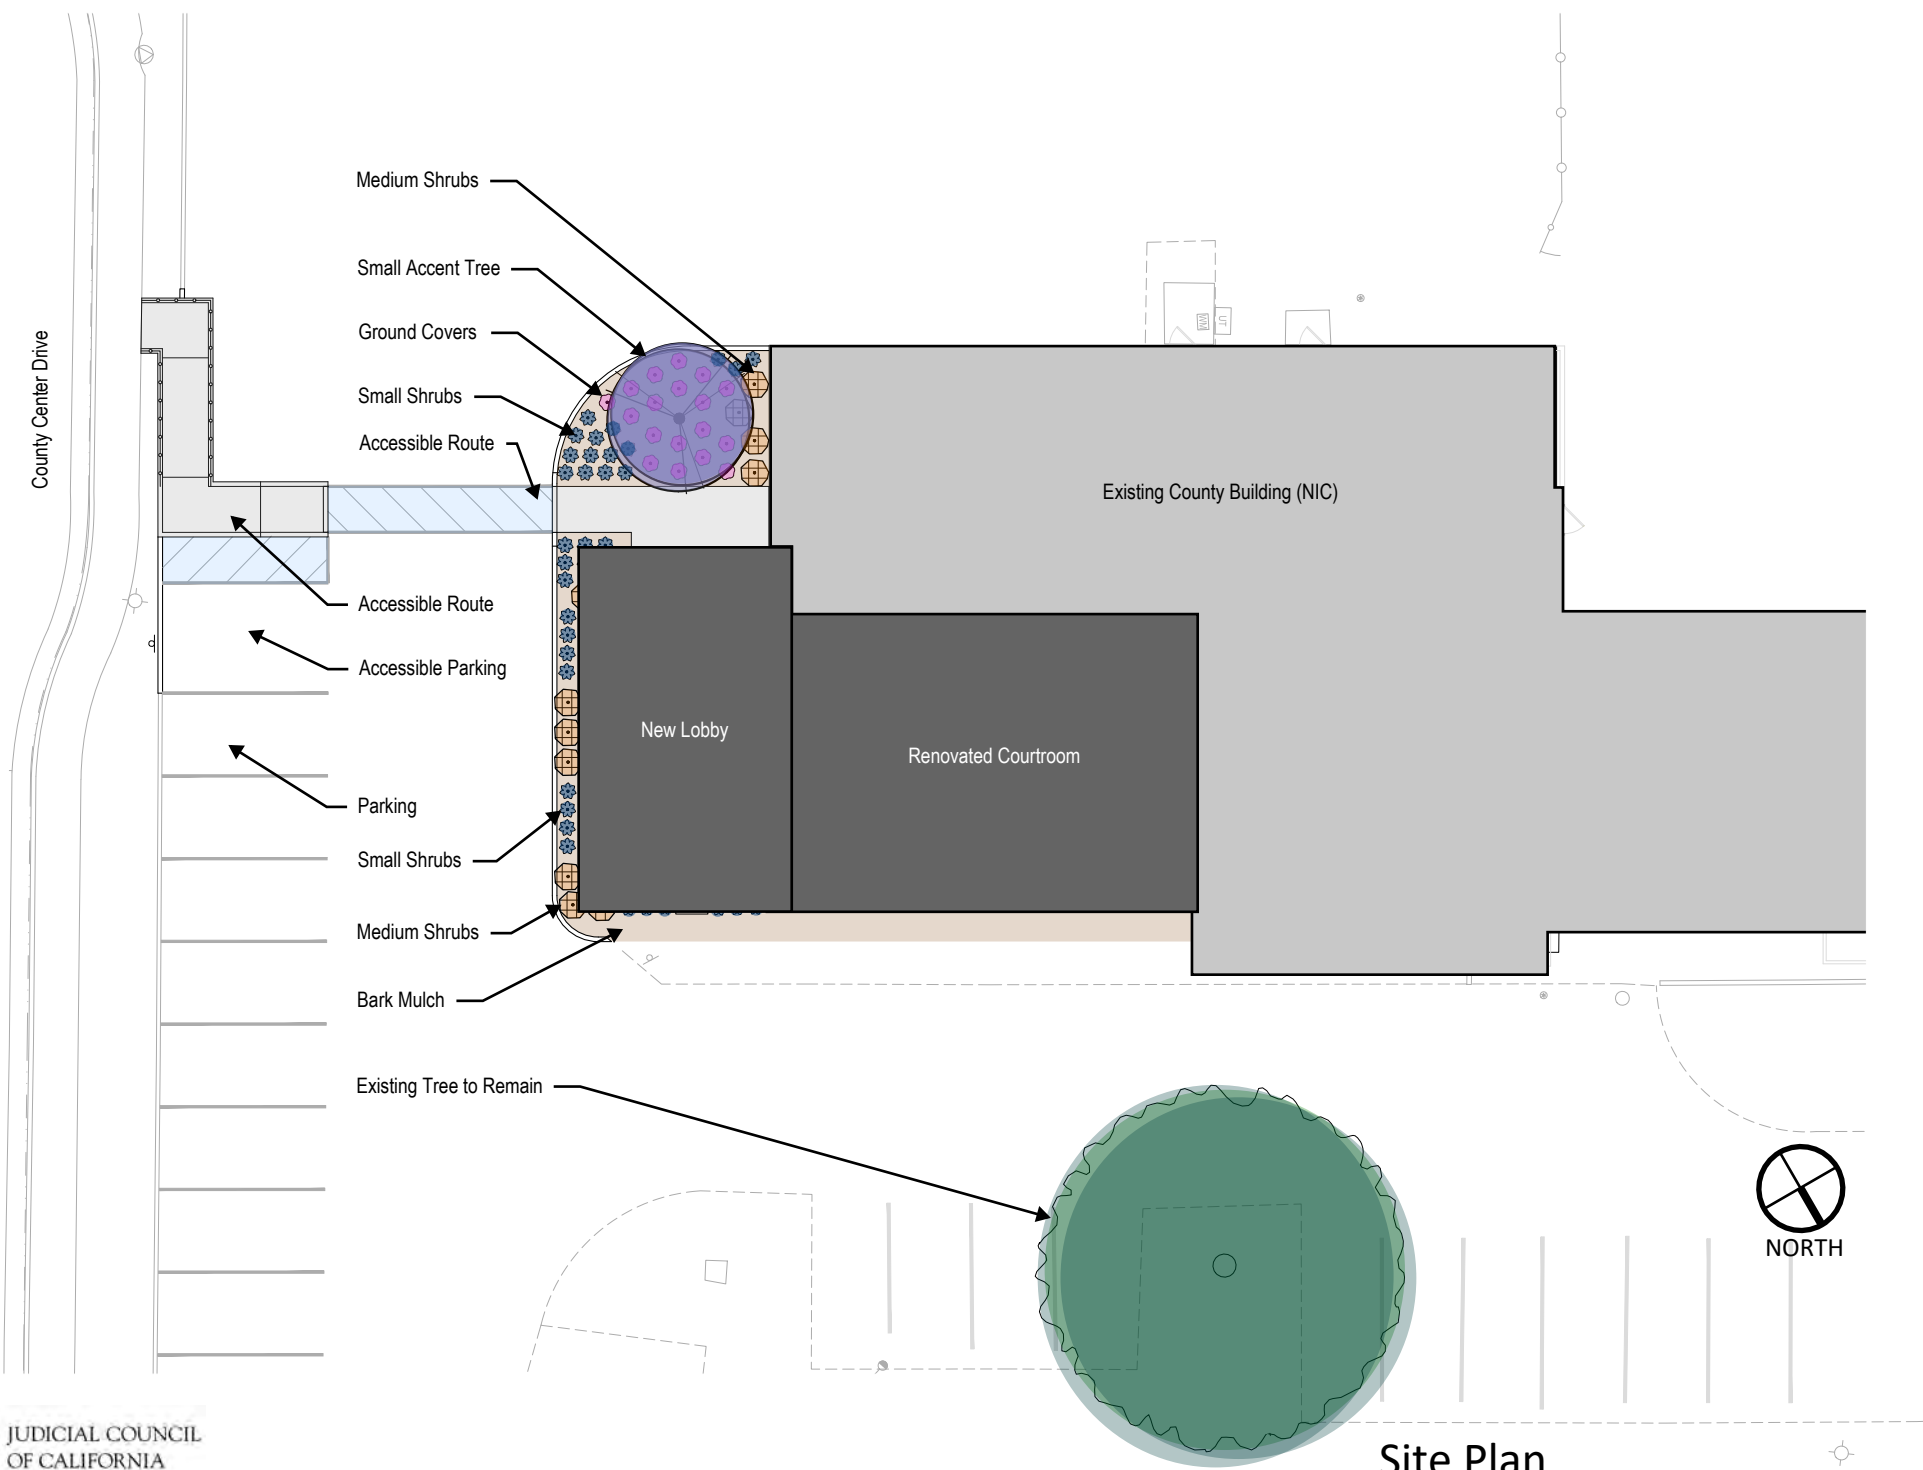 Medium Shrubs
Small Accent Tree
Ground Covers
Small Shrubs
Accessible Route
County Center Drive
WM
UT
Existing County Building (NIC)
Accessible Route
Accessible Parking
New Lobby
Renovated Courtroom
Parking
Small Shrubs
Medium Shrubs
Bark Mulch
Existing Tree to Remain
NORTH
JUDICIAL COUNCIL
OF CALIFORNIA
Site Plan